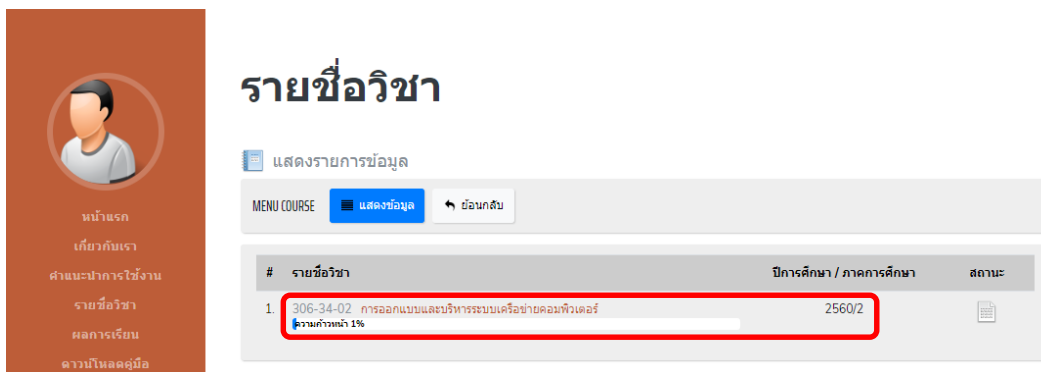 รายชื่อวิชา
แสดงรายการข้อมูล
MENU COURSE แสดงข้อมูล ย้อนกลับ
หน้าแรก
เกี่ยวกับเรา
คำแนะนำการใช้งาน
รายชื่อวิชา
ผลการเรียน
ดาวน์โหลดคู่มือ
# รายชื่อวิชา ปีการศึกษา / ภาคการศึกษา สถานะ
1. 306-34-02 การออกแบบและบริหารระบบเครือข่ายคอมพิวเตอร์ 2560/2
ความก้าวหน้า 1%